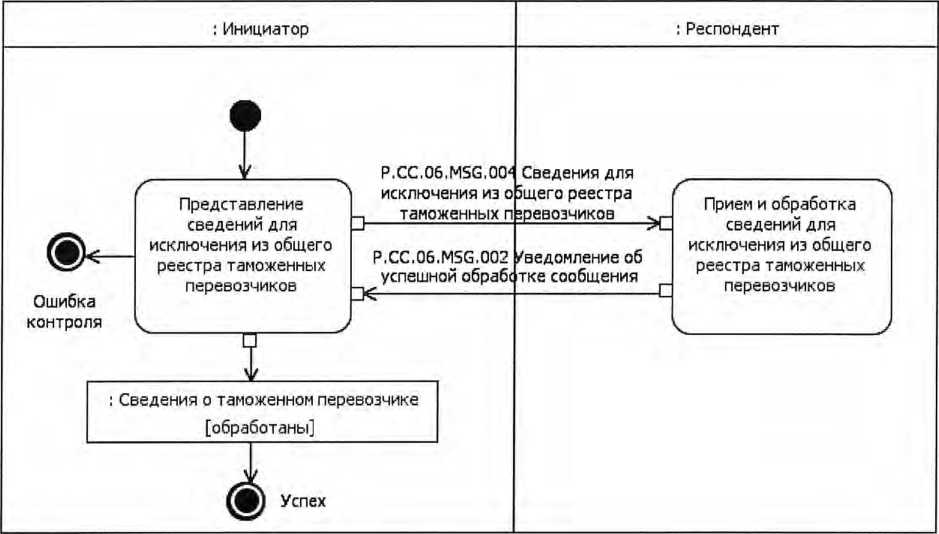 : Инициатор
: Респондент
P.CC.06.MSG.004 Сведения для
исключения из общего реестра
таможенных перевозчиков
Представление
сведений для
исключения из общего
реестра таможенных
перевозчиков
Прием и обработка
сведений для
исключения из общего
реестра таможенных
перевозчиков
P.CC.06.MSG.002 Уведомление об
успешной обработке сообщения
Ошибка
контроля
: Сведения о таможенном перевозчике
[обработаны]
Успех